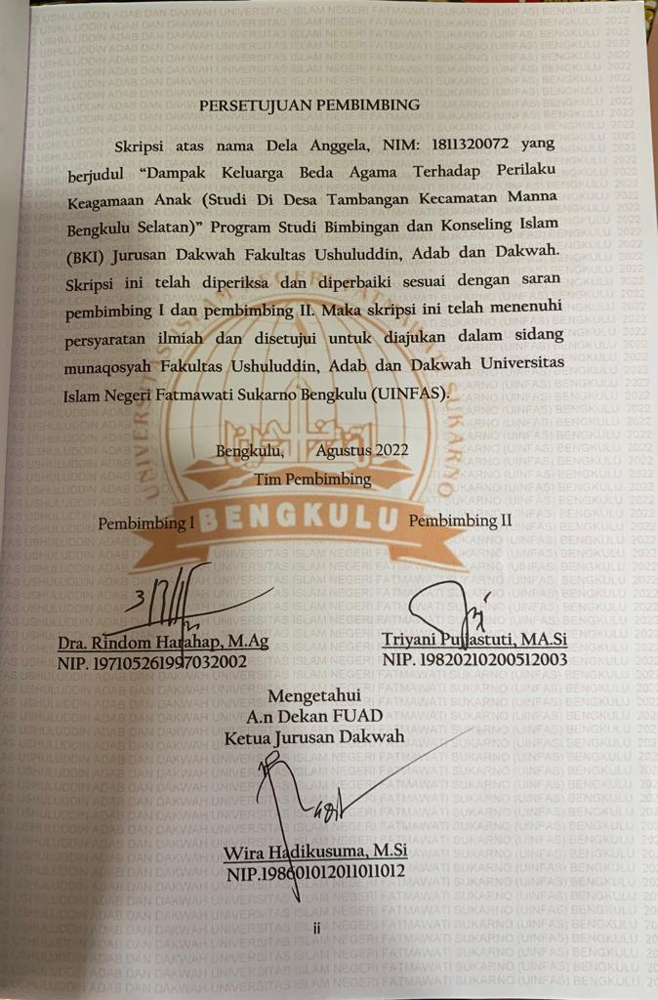 PERSETUJUAN PEMBIMBING
Skripsi atas nama Dela Anggela, NIM: 1811320072 yang
berjudul “Dampak Keluarga Beda Agama Terhadap Perilaku
Keagamaan Anak (Studi Di Desa Tambangan Kecamatan Manna
Bengkulu Selatan)” Program Studi Bimbingan dan Konseling Islam
(BKI) Jurusan Dakwah Fakultas Ushuluddin, Adab dan Dakwah.
Skripsi ini telah diperiksa dan diperbaiki sesuai dengan saran
pembimbing I dan pembimbing II. Maka skripsi ini telah menenuhi
persyaratan ilmiah dan disetujui untuk diajukan dalam sidang
munaqosyah Fakultas Ushuluddin, Adab dan Dakwah Universitas
Islam Negeri Fatmawati Sukarno Bengkulu (UINFAS).
Bengkulu, Agustus 2022
Tim Pembimbing
Pembimbing I BENGKULU Pembimbing II
Dra. Rindom Harahap, M.Ag Triyani Pujiastuti, MA.Si
NIP. 197105261997032002 NIP. 19820210200512003
Mengetahui
A.n Dekan FUAD
Ketua Jurusan Dakwah
Wira Hadikusuma, M.Si
NIP.198601012011011012
ii